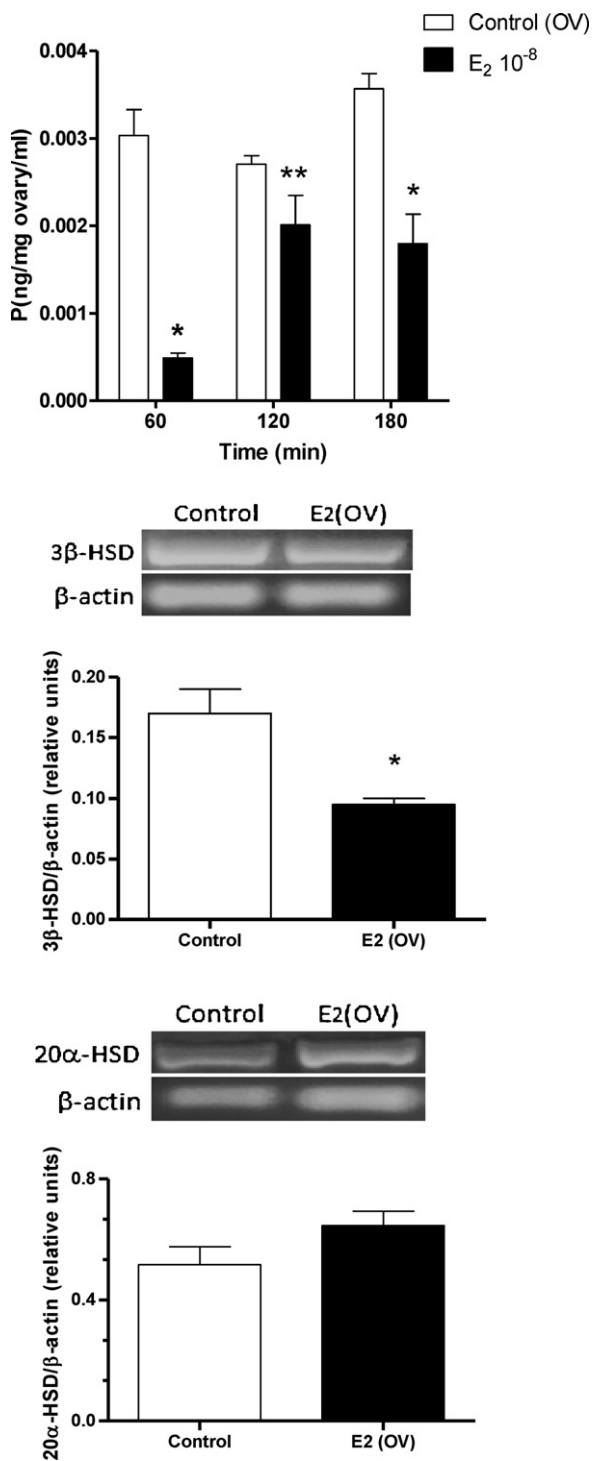 Control (OV)
E₂ 10⁻⁸
P(ng/mg ovary/ml)
0.004
0.003
0.002
0.001
0.000
*
**
*
60 120 180
Time (min)
Control E2(OV)
3β-HSD
β-actin
3β-HSD/β-actin (relative units)
0.20
0.15
0.10
0.05
0.00
*
Control E2 (OV)
Control E2(OV)
20α-HSD
β-actin
20α-HSD/β-actin (relative units)
0.8
0.4
0.0
Control E2 (OV)